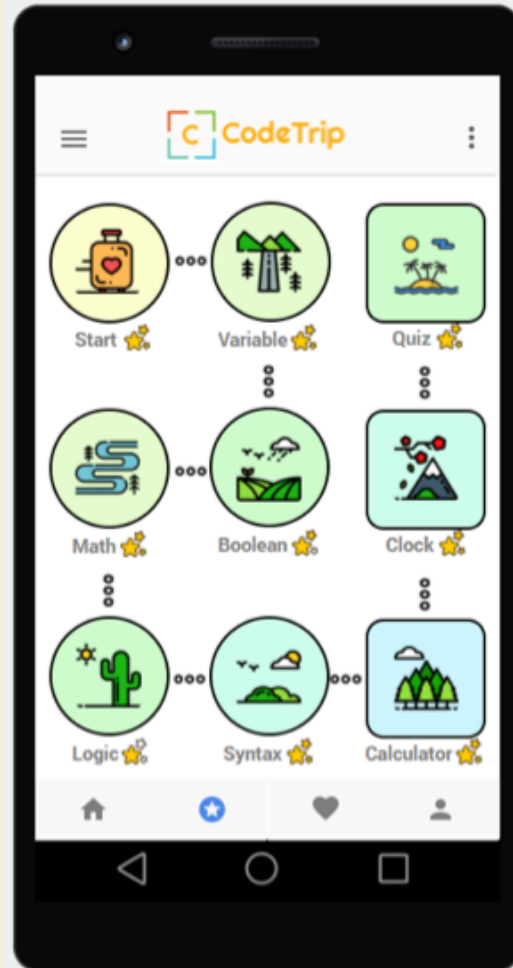 C CodeTrip
Start Variable Quiz
Math Boolean Clock
Logic Syntax Calculator